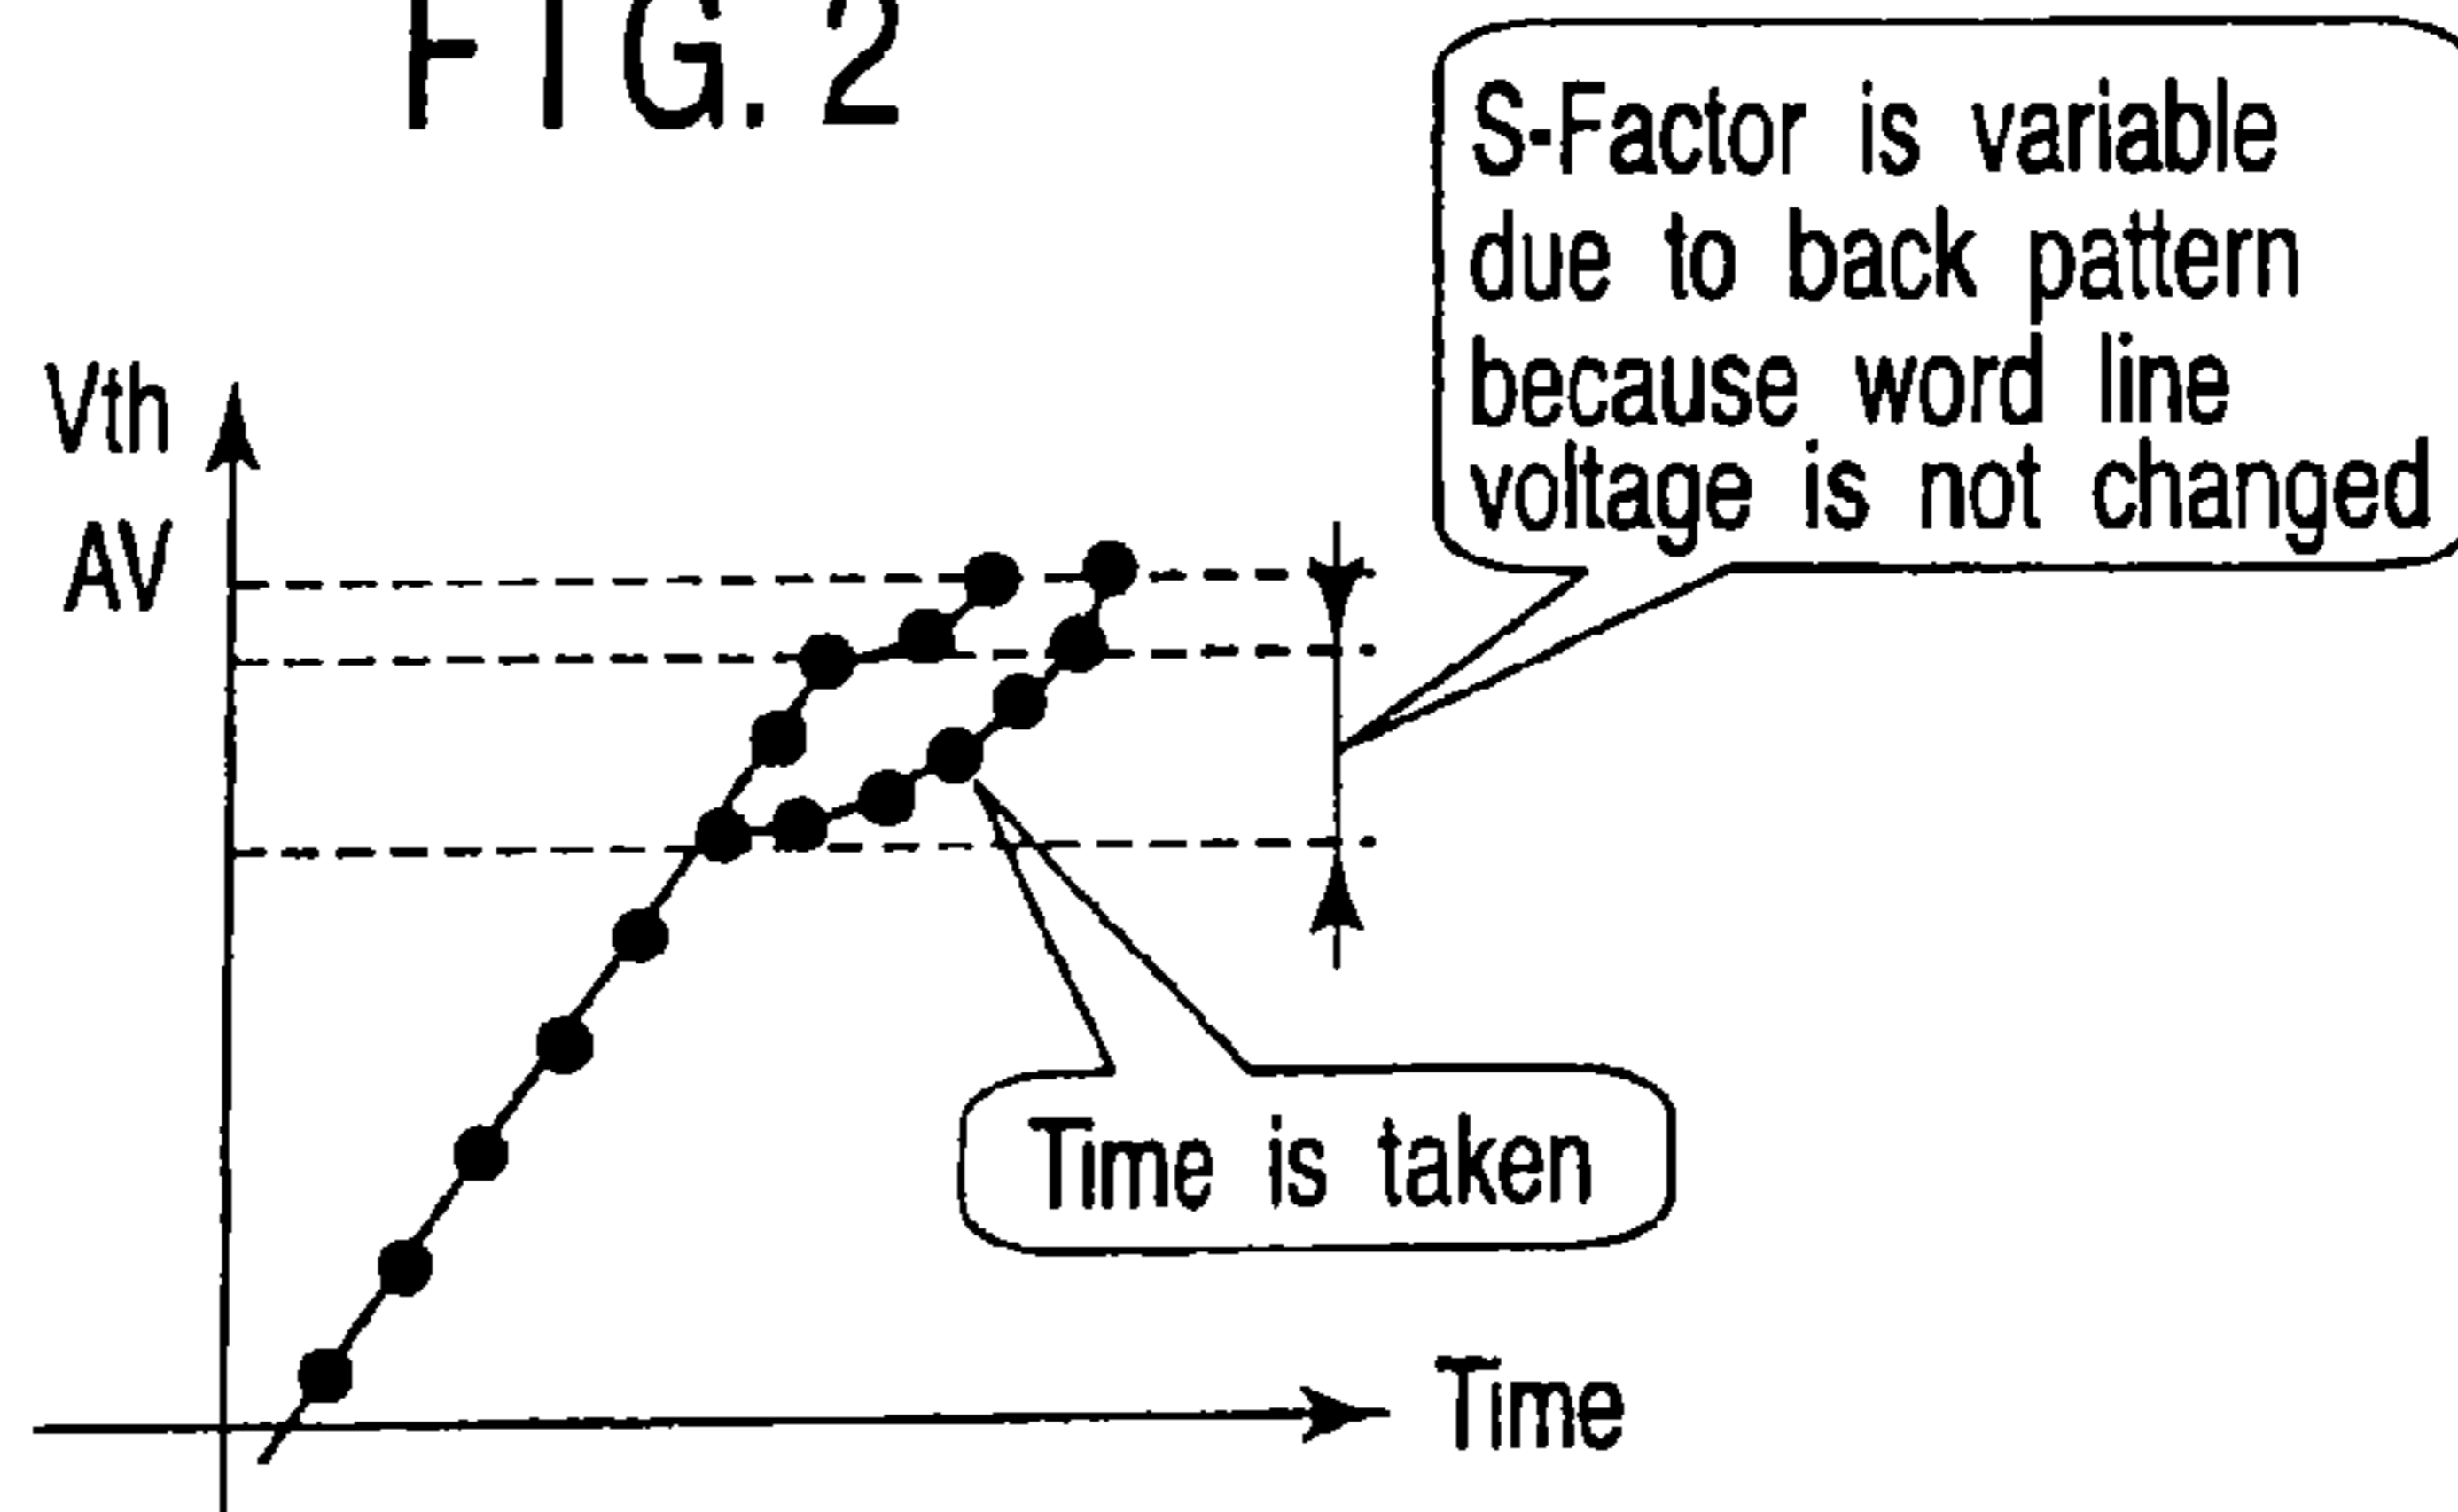 FIG. 2
S-Factor is variable
due to back pattern
because word line
voltage is not changed
Vth
AV
Time is taken
Time